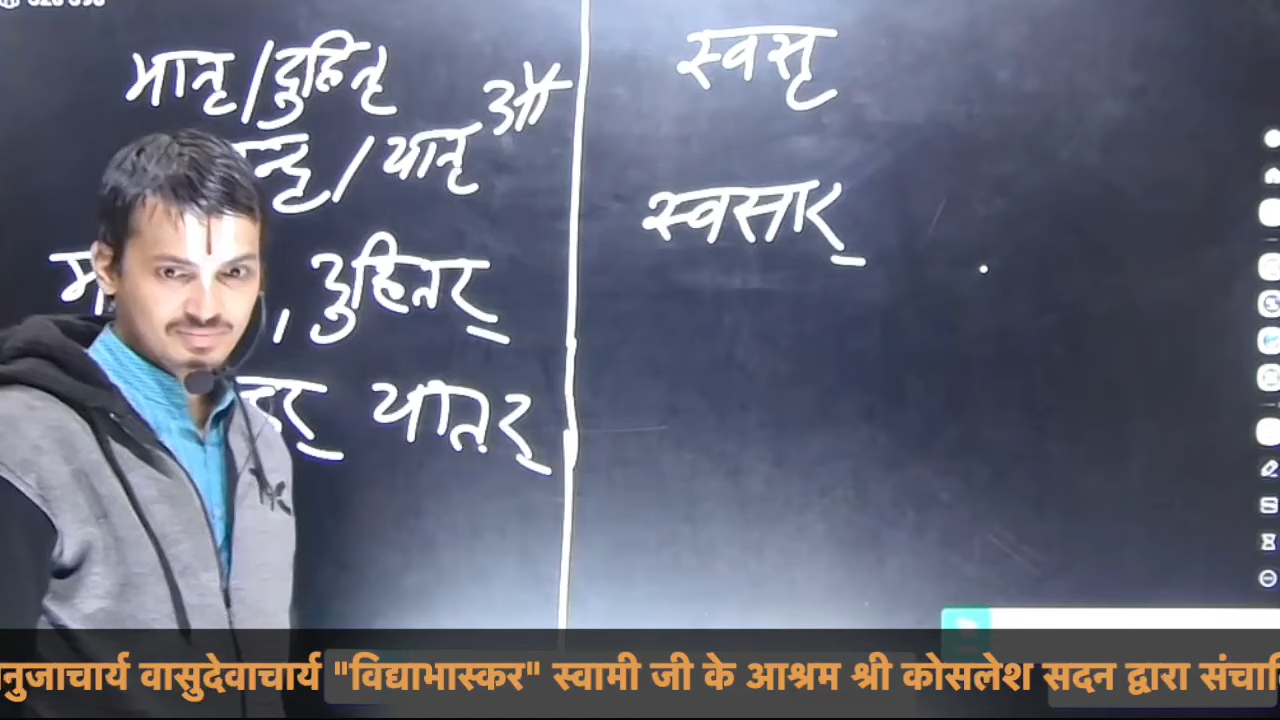 मातृ/दुहितृ
/ यातृ औ
, दुहितर्
यातर्
स्वसृ
स्वसार्
नुजाचार्य वासुदेवाचार्य "विद्याभास्कर" स्वामी जी के आश्रम श्री कोसलेश सदन द्वारा